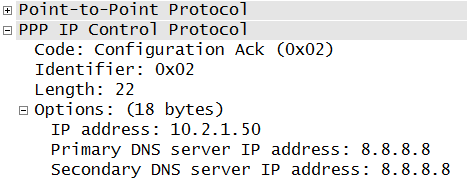 Point-to-Point Protocol
PPP IP Control Protocol
Code: Configuration Ack (0x02)
Identifier: 0x02
Length: 22
Options: (18 bytes)
IP address: 10.2.1.50
Primary DNS server IP address: 8.8.8.8
Secondary DNS server IP address: 8.8.8.8